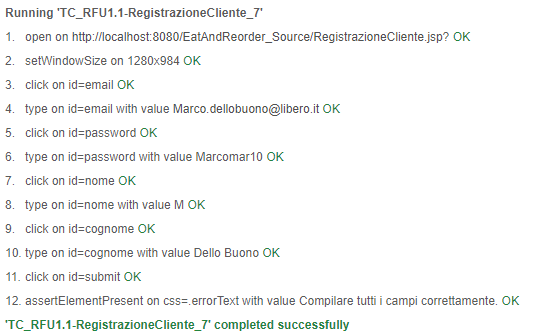 Running 'TC_RFU1.1-RegistrazioneCliente_7'
1. open on http://localhost:8080/EatAndReorder_Source/RegistrazioneCliente.jsp? OK
2. setWindowSize on 1280x984 OK
3. click on id=email OK
4. type on id=email with value Marco.dellobuono@libero.it OK
5. click on id=password OK
6. type on id=password with value Marcomar10 OK
7. click on id=nome OK
8. type on id=nome with value M OK
9. click on id=cognome OK
10. type on id=cognome with value Dello Buono OK
11. click on id=submit OK
12. assertElementPresent on css=.errorText with value Compilare tutti i campi correttamente. OK
'TC_RFU1.1-RegistrazioneCliente_7' completed successfully